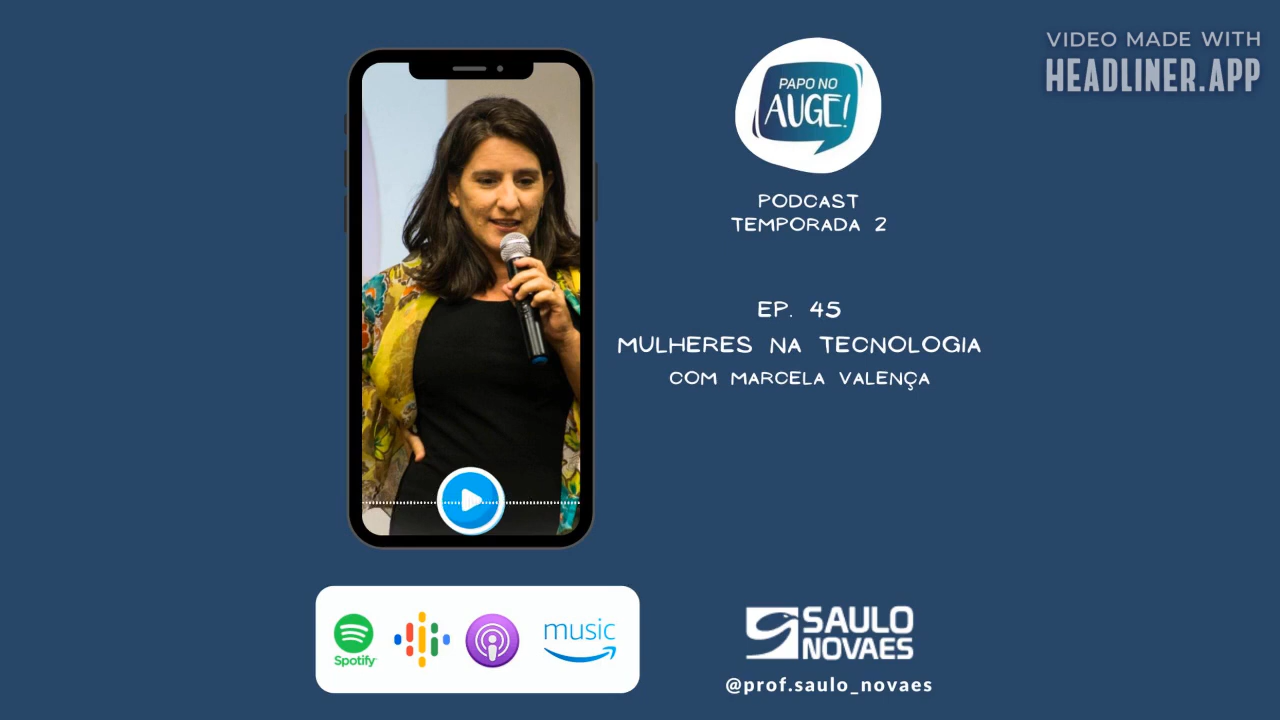 VIDEO MADE WITH
HEADLINER.APP
PAPO NO
AUGE!
PODCAST
TEMPORADA 2
EP. 45
MULHERES NA TECNOLOGIA
COM MARCELA VALENÇA
Spotify
music
SAULO
NOVAES
@prof.saulo_novaes